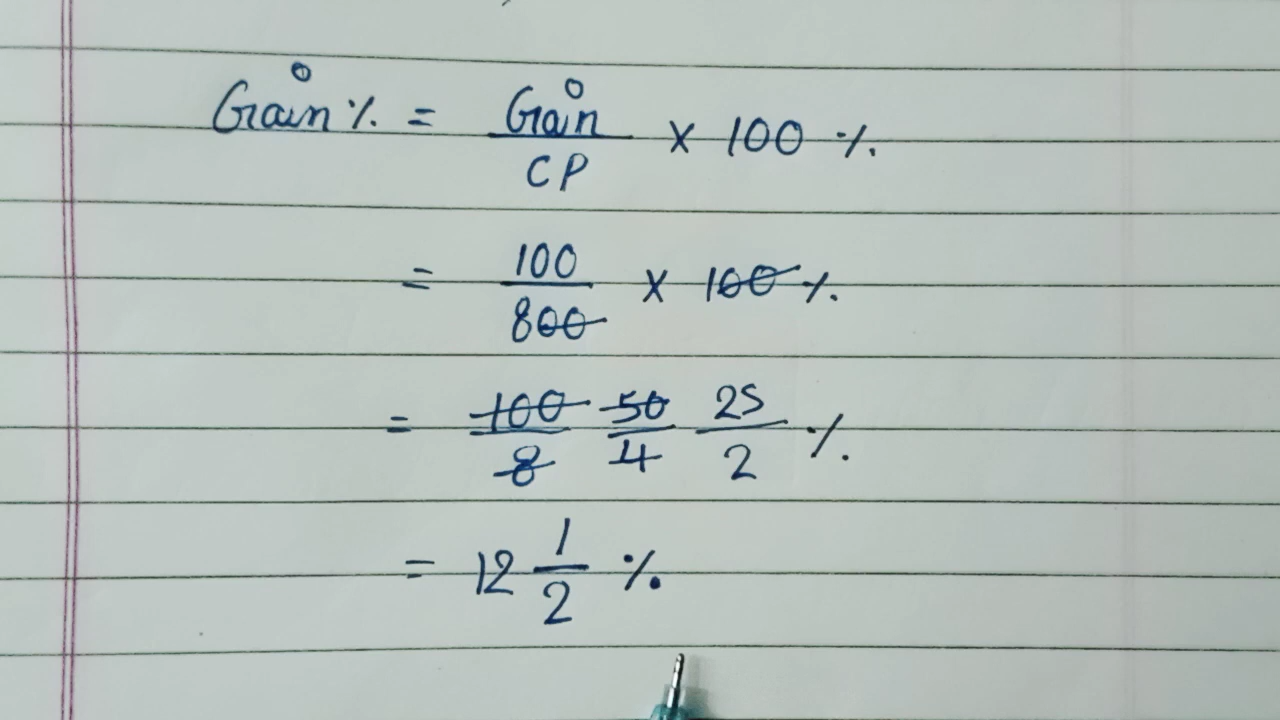 Gain % = Gain/CP × 100 %
= 100/800 × 100 %
= 100/8 50/4 25/2 %
= 12 1/2 %